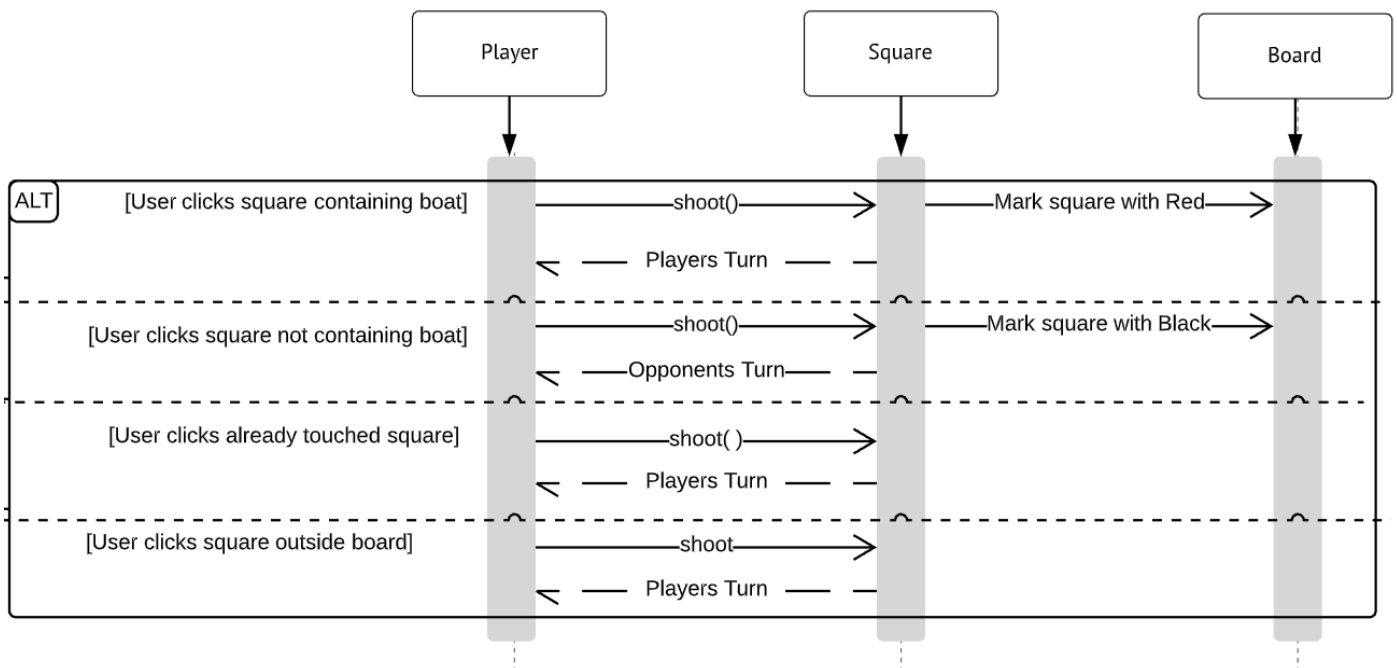 Player
Square
Board
ALT
[User clicks square containing boat]
shoot()
Mark square with Red
Players Turn
[User clicks square not containing boat]
shoot()
Mark square with Black
Opponents Turn
[User clicks already touched square]
shoot( )
Players Turn
[User clicks square outside board]
shoot
Players Turn